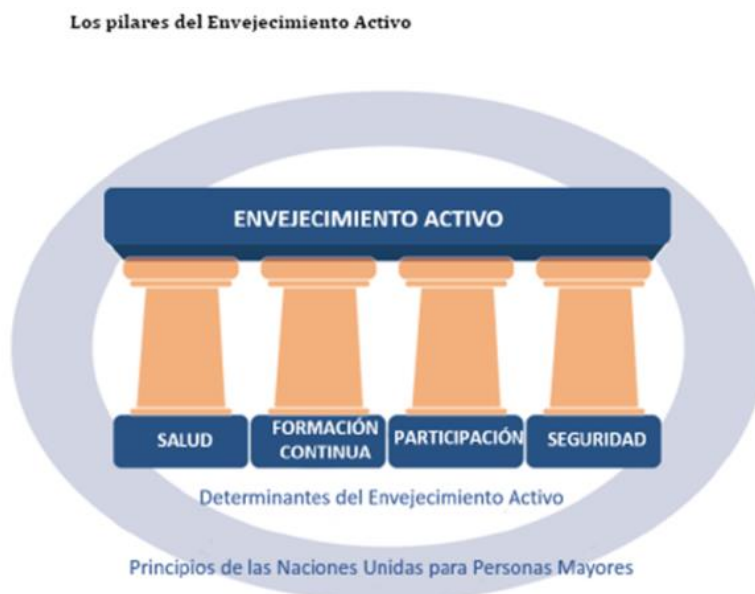 Los pilares del Envejecimiento Activo
ENVEJECIMIENTO ACTIVO
SALUD
FORMACIÓN
CONTINUA
PARTICIPACIÓN
SEGURIDAD
Determinantes del Envejecimiento Activo
Principios de las Naciones Unidas para Personas Mayores